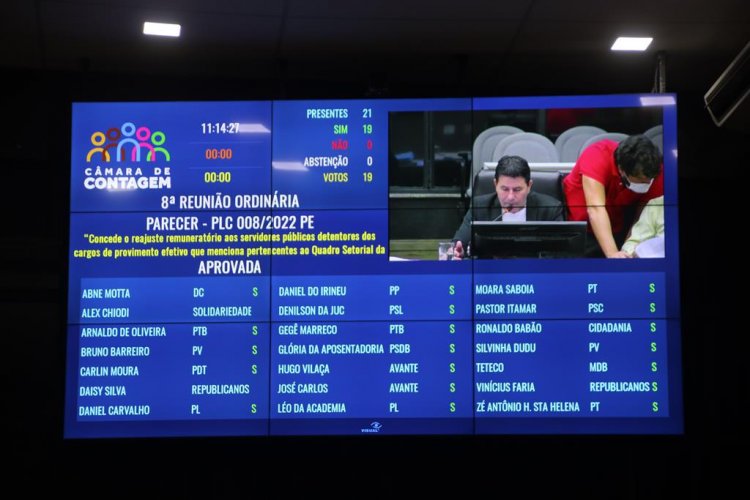 CÂMARA DE
CONTAGEM
11:14:27
00:00
00:00
PRESENTES 21
SIM 19
NÃO 0
ABSTENÇÃO 0
VOTOS 19
8ª REUNIÃO ORDINÁRIA
PARECER - PLC 008/2022 PE
"Concede o reajuste remuneratório aos servidores públicos detentores dos
cargos de provimento efetivo que menciona pertencentes ao Quadro Setorial da
APROVADA
ABNE MOTTA DC S
ALEX CHIODI SOLIDARIEDADE
ARNALDO DE OLIVEIRA PTB S
BRUNO BARREIRO PV S
CARLIN MOURA PDT S
DAISY SILVA REPUBLICANOS
DANIEL CARVALHO PL S
DANIEL DO IRINEU PP S
DENILSON DA JUC PSL S
GEGÊ MARRECO PTB S
GLÓRIA DA APOSENTADORIA PSDB S
HUGO VILAÇA AVANTE S
JOSÉ CARLOS AVANTE S
LÉO DA ACADEMIA PL S
MOARA SABOIA PT S
PASTOR ITAMAR PSC S
RONALDO BABÃO CIDADANIA S
SILVINHA DUDU PV S
TETECO MDB S
VINÍCIUS FARIA REPUBLICANOS S
ZÉ ANTÔNIO H. STA HELENA PT S
VISUAL